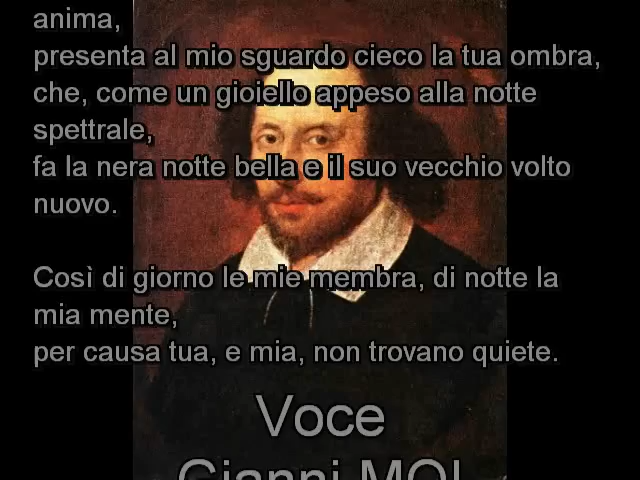 anima,
presenta al mio sguardo cieco la tua ombra,
che, come un gioiello appeso alla notte
spettrale,
fa la nera notte bella e il suo vecchio volto
nuovo.
Così di giorno le mie membra, di notte la
mia mente,
per causa tua, e mia, non trovano quiete.
Voce
Gianni